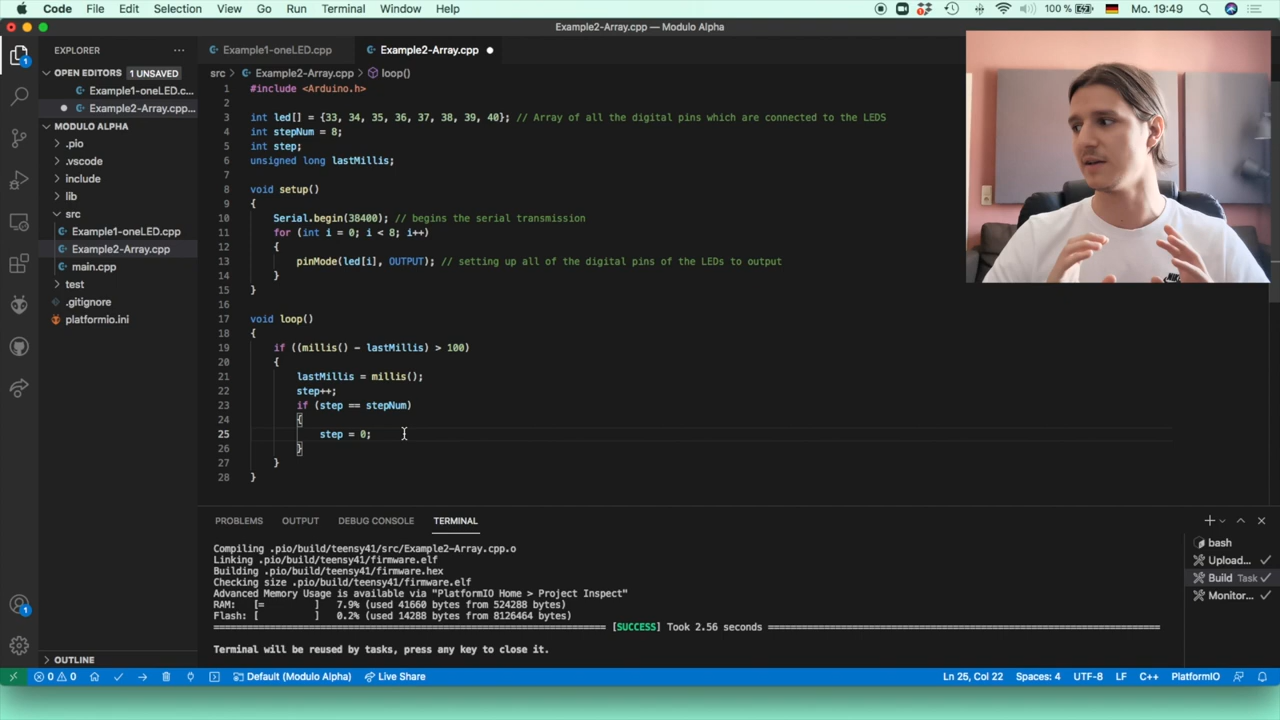 Code File Edit Selection View Go Run Terminal Window Help 100 % Mo. 19:49
Example2-Array.cpp — Modulo Alpha
EXPLORER
Example1-oneLED.cpp Example2-Array.cpp
OPEN EDITORS 1 UNSAVED
Example1-oneLED.c...
Example2-Array.cpp...
MODULO ALPHA
.pio
.vscode
include
lib
src
Example1-oneLED.cpp
Example2-Array.cpp
main.cpp
test
.gitignore
platformio.ini
OUTLINE
src > Example2-Array.cpp > loop()
1 #include <Arduino.h>
2
3 int led[] = {33, 34, 35, 36, 37, 38, 39, 40}; // Array of all the digital pins which are connected to the LEDS
4 int stepNum = 8;
5 int step;
6 unsigned long lastMillis;
7
8 void setup()
9 {
10 Serial.begin(38400); // begins the serial transmission
11 for (int i = 0; i < 8; i++)
12 {
13 pinMode(led[i], OUTPUT); // setting up all of the digital pins of the LEDs to output
14 }
15 }
16
17 void loop()
18 {
19 if ((millis() - lastMillis) > 100)
20 {
21 lastMillis = millis();
22 step++;
23 if (step == stepNum)
24 {
25 step = 0;
26 }
27 }
28 }
PROBLEMS OUTPUT DEBUG CONSOLE TERMINAL
Compiling .pio/build/teensy41/src/Example2-Array.cpp.o
Linking .pio/build/teensy41/firmware.elf
Building .pio/build/teensy41/firmware.hex
Checking size .pio/build/teensy41/firmware.elf
Advanced Memory Usage is available via "PlatformIO Home > Project Inspect"
RAM: [= ] 7.9% (used 41660 bytes from 524288 bytes)
Flash: [ ] 0.2% (used 14288 bytes from 8126464 bytes)
[SUCCESS] Took 2.56 seconds
Terminal will be reused by tasks, press any key to close it.
bash
Upload...
Build Task
Monitor...
0 0 Default (Modulo Alpha) Live Share Ln 25, Col 22 Spaces: 4 UTF-8 LF C++ PlatformIO
1
1